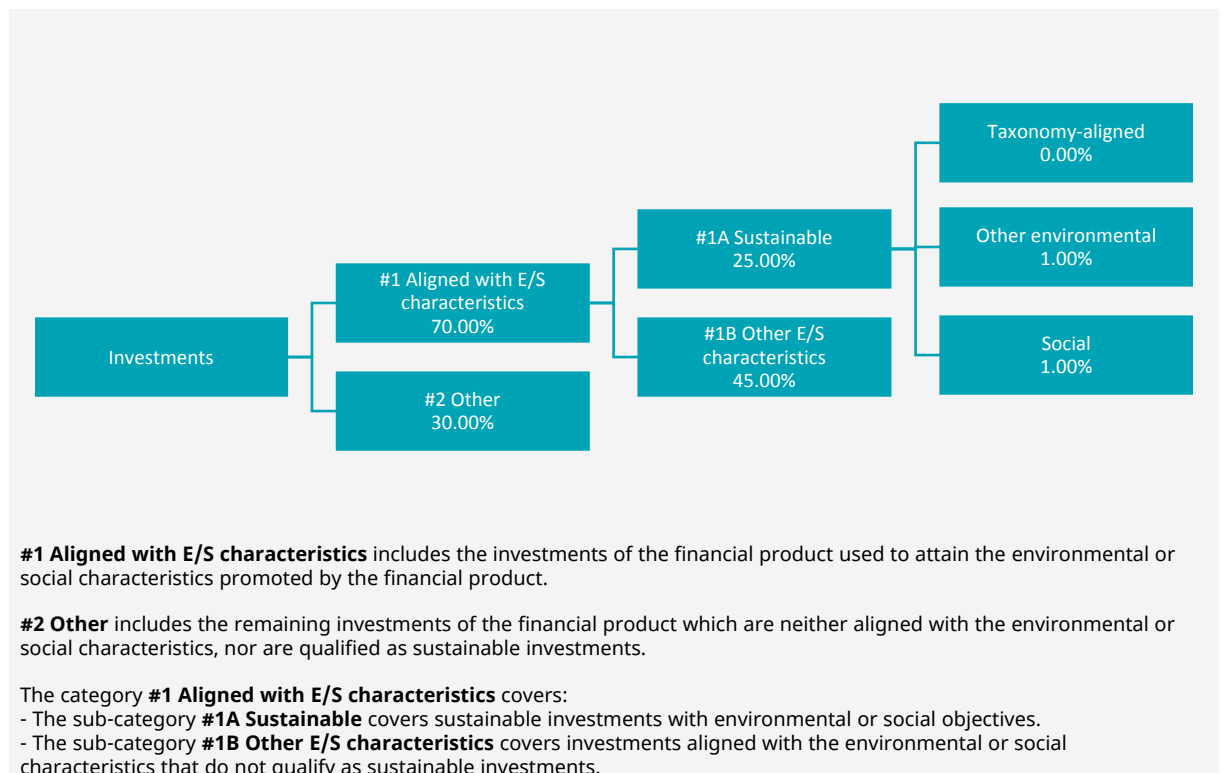 Taxonomy-aligned
0.00%
#1A Sustainable
25.00%
Other environmental
1.00%
#1 Aligned with E/S
characteristics
70.00%
Investments
#1B Other E/S
characteristics
45.00%
Social
1.00%
#2 Other
30.00%
#1 Aligned with E/S characteristics includes the investments of the financial product used to attain the environmental or
social characteristics promoted by the financial product.
#2 Other includes the remaining investments of the financial product which are neither aligned with the environmental or
social characteristics, nor are qualified as sustainable investments.
The category #1 Aligned with E/S characteristics covers:
- The sub-category #1A Sustainable covers sustainable investments with environmental or social objectives.
- The sub-category #1B Other E/S characteristics covers investments aligned with the environmental or social
characteristics that do not qualify as sustainable investments.